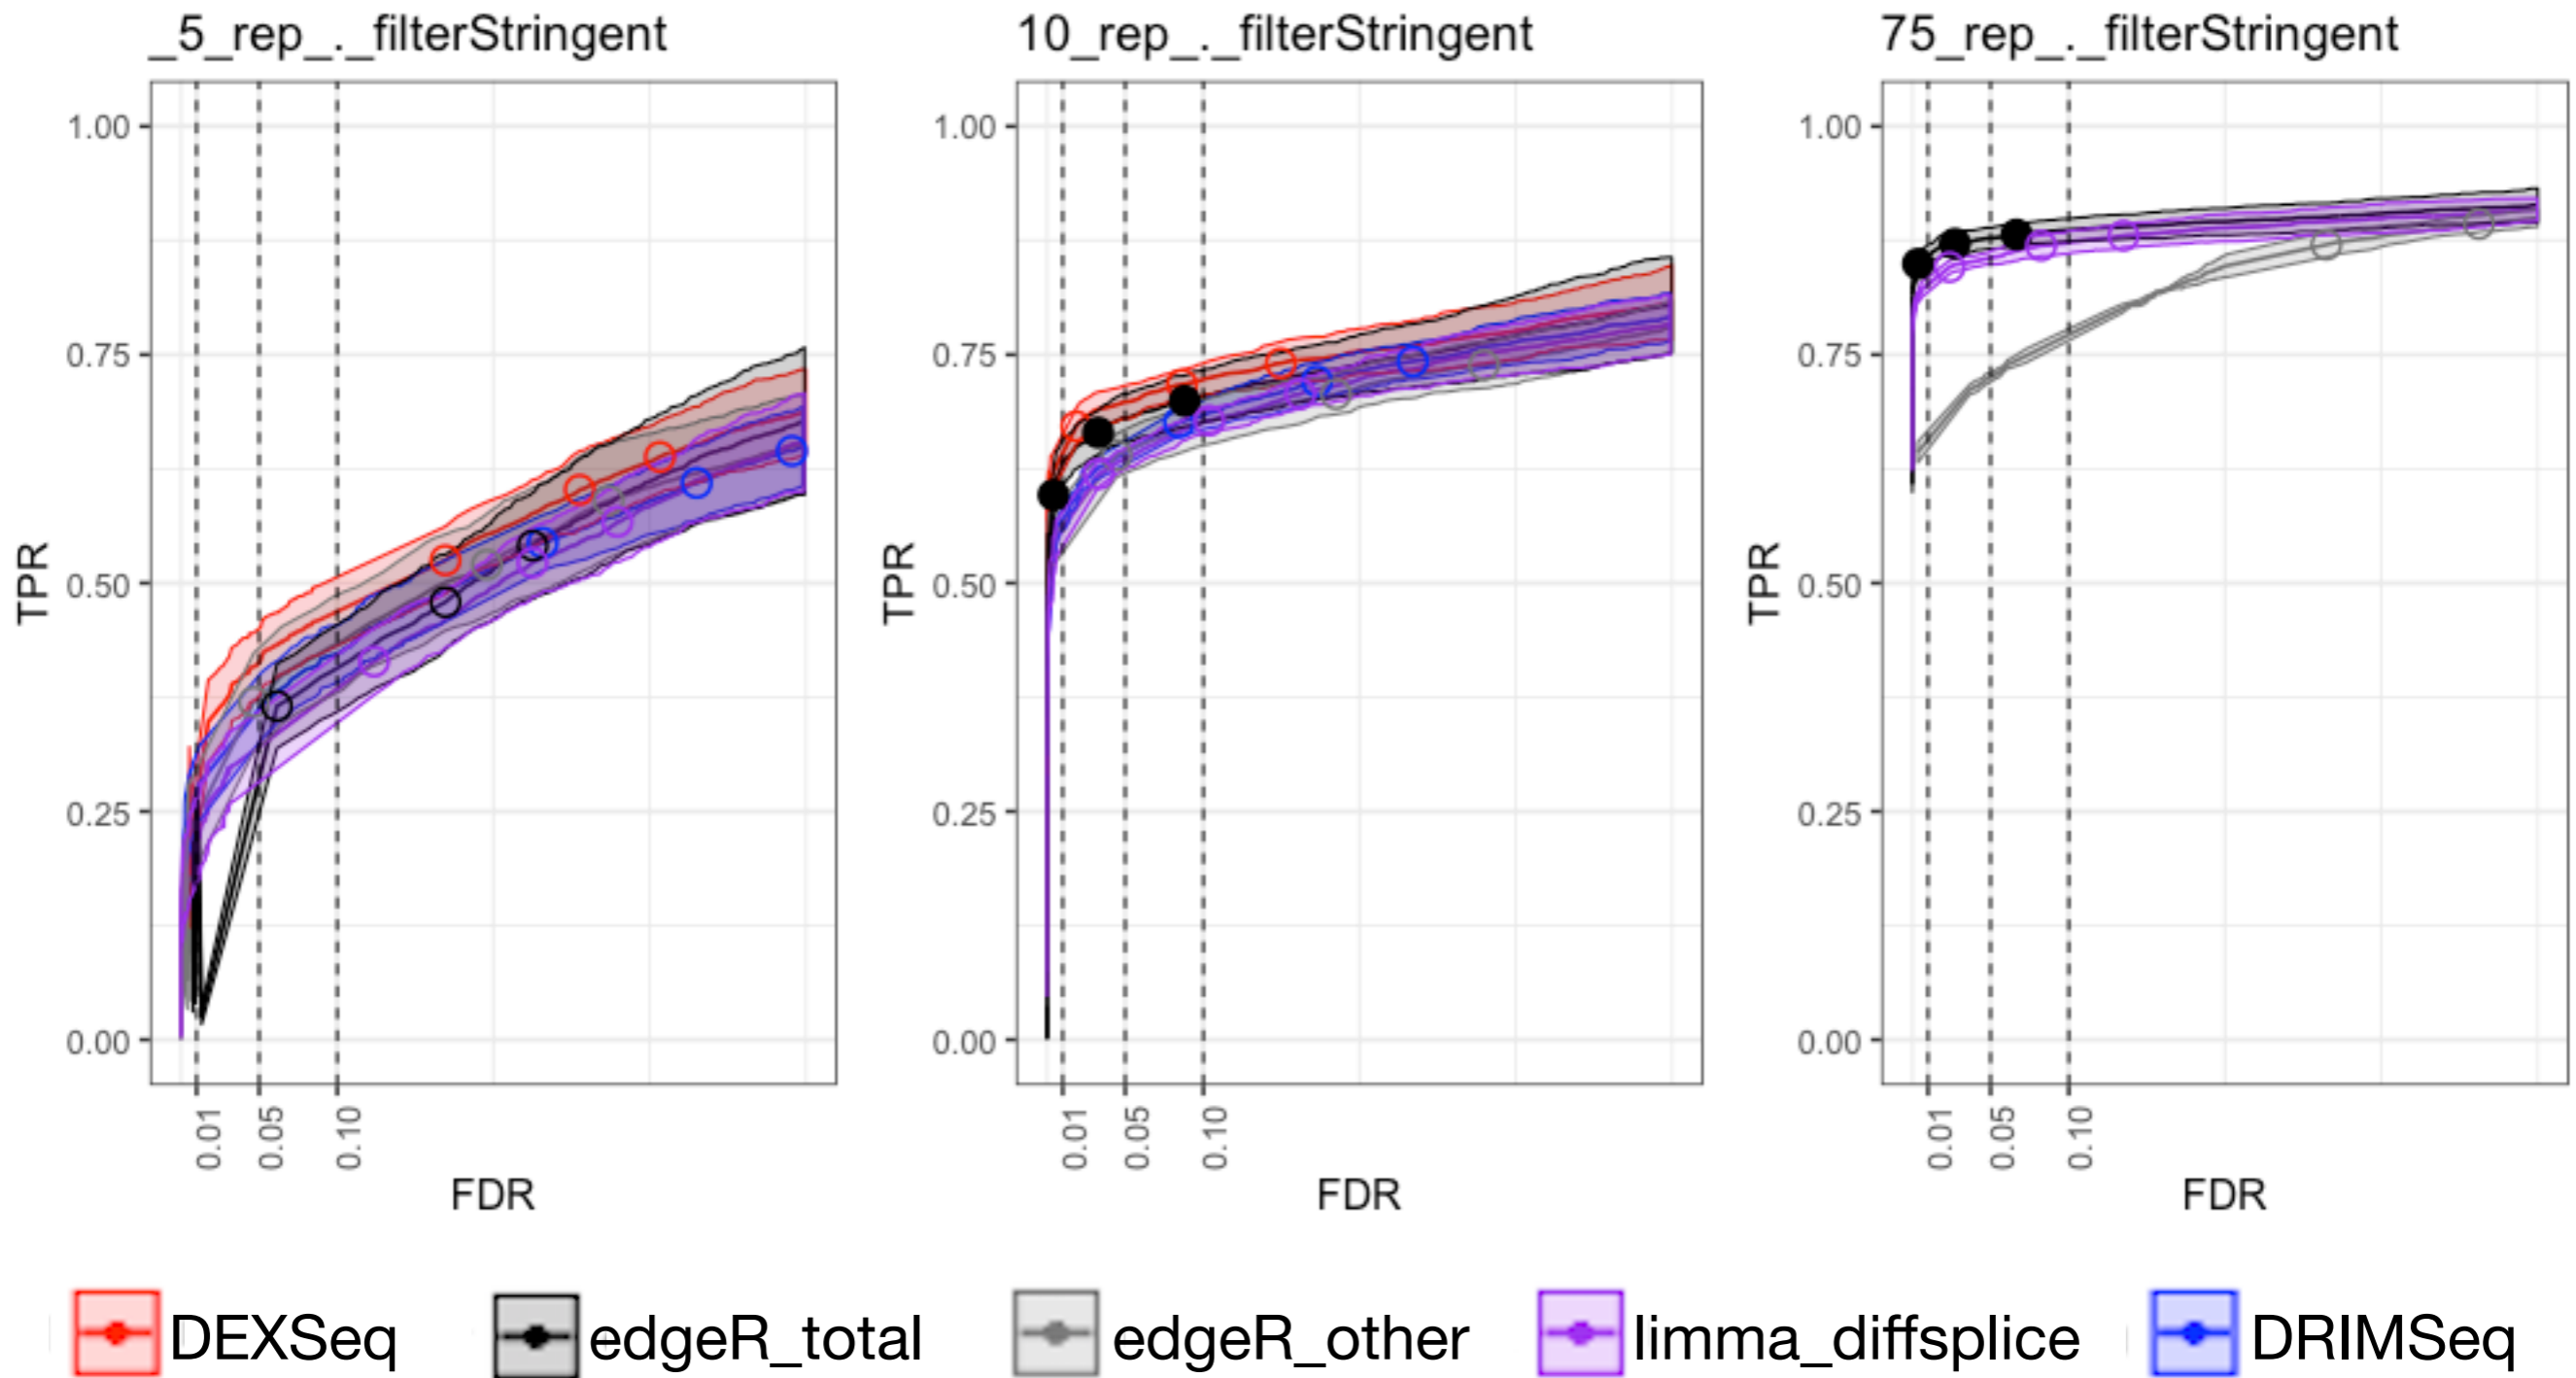 _5_rep_._filterStringent
10_rep_._filterStringent
75_rep_._filterStringent
1.00
0.75
0.50
0.25
0.00
TPR
0.01
0.05
0.10
FDR
1.00
0.75
0.50
0.25
0.00
TPR
0.01
0.05
0.10
FDR
1.00
0.75
0.50
0.25
0.00
TPR
0.01
0.05
0.10
FDR
DEXSeq
edgeR_total
edgeR_other
limma_diffsplice
DRIMSeq